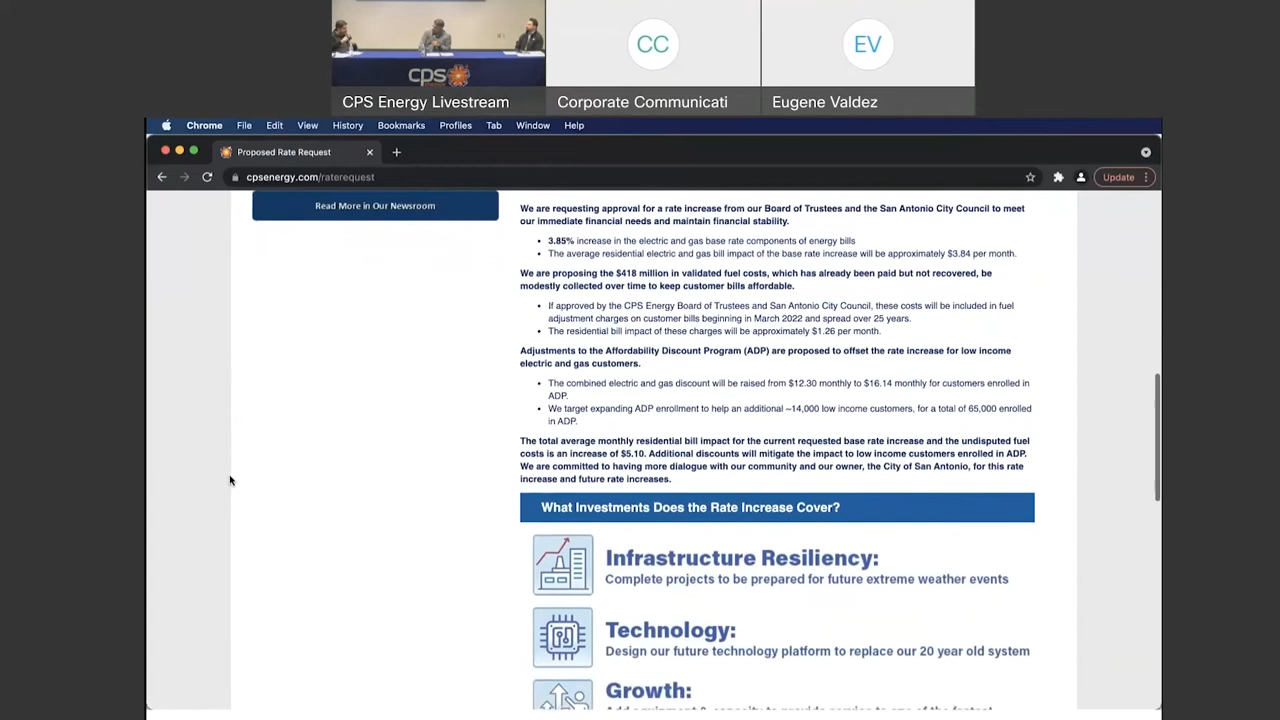 cps
CC
EV
CPS Energy Livestream
Corporate Communicati
Eugene Valdez
Chrome File Edit View History Bookmarks Profiles Tab Window Help
Proposed Rate Request
cpsenergy.com/raterequest
Update
Read More in Our Newsroom
We are requesting approval for a rate increase from our Board of Trustees and the San Antonio City Council to meet
our immediate financial needs and maintain financial stability.
• 3.85% increase in the electric and gas base rate components of energy bills
• The average residential electric and gas bill impact of the base rate increase will be approximately $3.84 per month.
We are proposing the $418 million in validated fuel costs, which has already been paid but not recovered, be
modestly collected over time to keep customer bills affordable.
• If approved by the CPS Energy Board of Trustees and San Antonio City Council, these costs will be included in fuel
adjustment charges on customer bills beginning in March 2022 and spread over 25 years.
• The residential bill impact of these charges will be approximately $1.26 per month.
Adjustments to the Affordability Discount Program (ADP) are proposed to offset the rate increase for low income
electric and gas customers.
• The combined electric and gas discount will be raised from $12.30 monthly to $16.14 monthly for customers enrolled in
ADP.
• We target expanding ADP enrollment to help an additional ~14,000 low income customers, for a total of 65,000 enrolled
in ADP.
The total average monthly residential bill impact for the current requested base rate increase and the undisputed fuel
costs is an increase of $5.10. Additional discounts will mitigate the impact to low income customers enrolled in ADP.
We are committed to having more dialogue with our community and our owner, the City of San Antonio, for this rate
increase and future rate increases.
What Investments Does the Rate Increase Cover?
Infrastructure Resiliency:
Complete projects to be prepared for future extreme weather events
Technology:
Design our future technology platform to replace our 20 year old system
Growth: